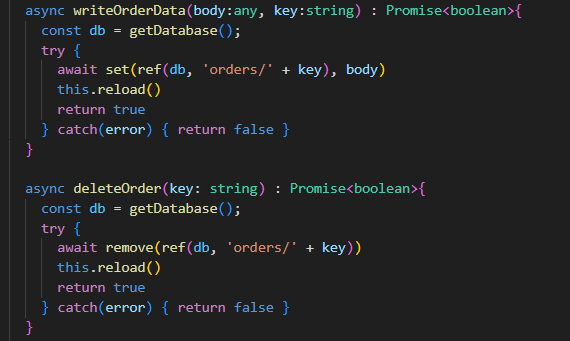 async writeOrderData(body:any, key:string) : Promise<boolean>{
  const db = getDatabase();
  try {
    await set(ref(db, 'orders/' + key), body)
    this.reload()
    return true
  } catch(error) { return false }
}

async deleteOrder(key: string) : Promise<boolean>{
  const db = getDatabase();
  try {
    await remove(ref(db, 'orders/' + key))
    this.reload()
    return true
  } catch(error) { return false }
}